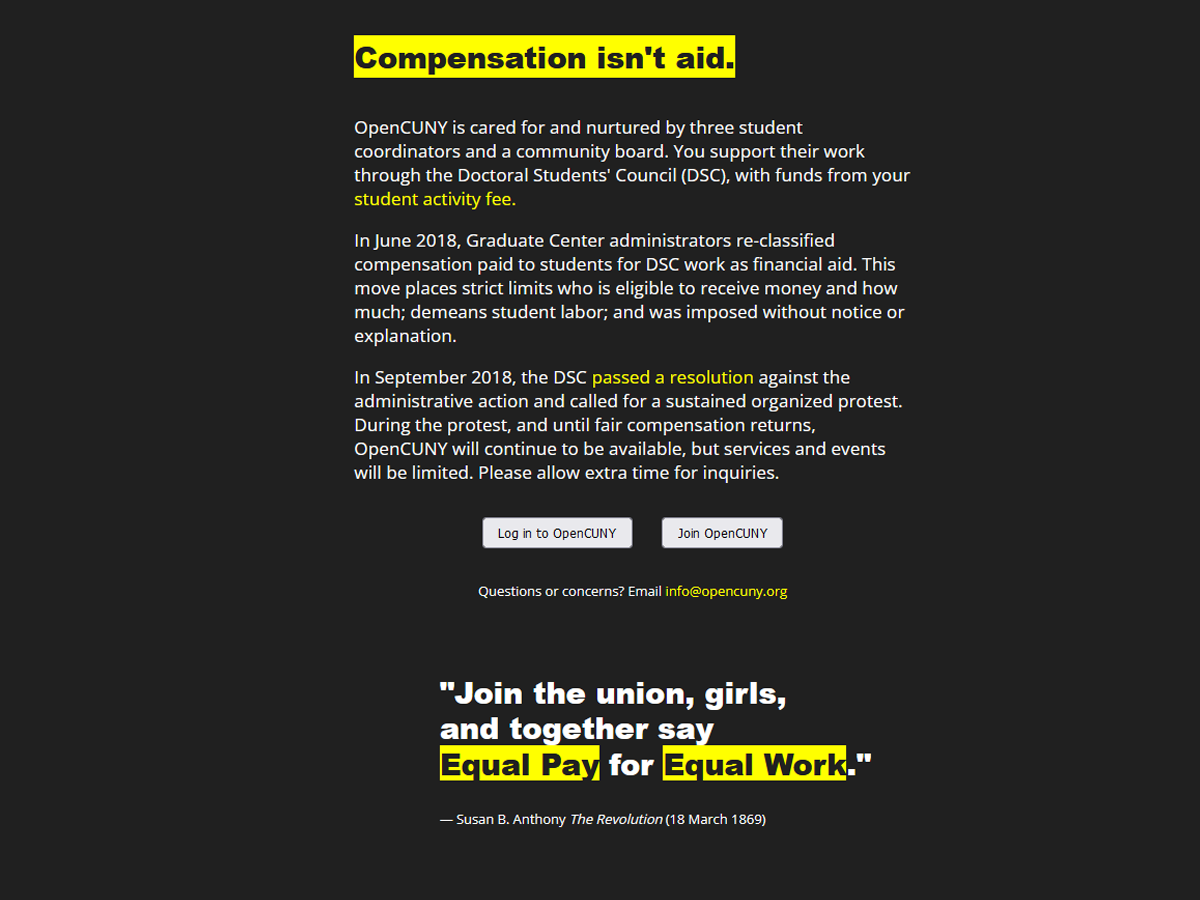 Compensation isn't aid.
OpenCUNY is cared for and nurtured by three student
coordinators and a community board. You support their work
through the Doctoral Students' Council (DSC), with funds from your
student activity fee.
In June 2018, Graduate Center administrators re-classified
compensation paid to students for DSC work as financial aid. This
move places strict limits who is eligible to receive money and how
much; demeans student labor; and was imposed without notice or
explanation.
In September 2018, the DSC passed a resolution against the
administrative action and called for a sustained organized protest.
During the protest, and until fair compensation returns,
OpenCUNY will continue to be available, but services and events
will be limited. Please allow extra time for inquiries.
Log in to OpenCUNY Join OpenCUNY
Questions or concerns? Email info@opencuny.org
"Join the union, girls,
and together say
Equal Pay for Equal Work."
— Susan B. Anthony The Revolution (18 March 1869)